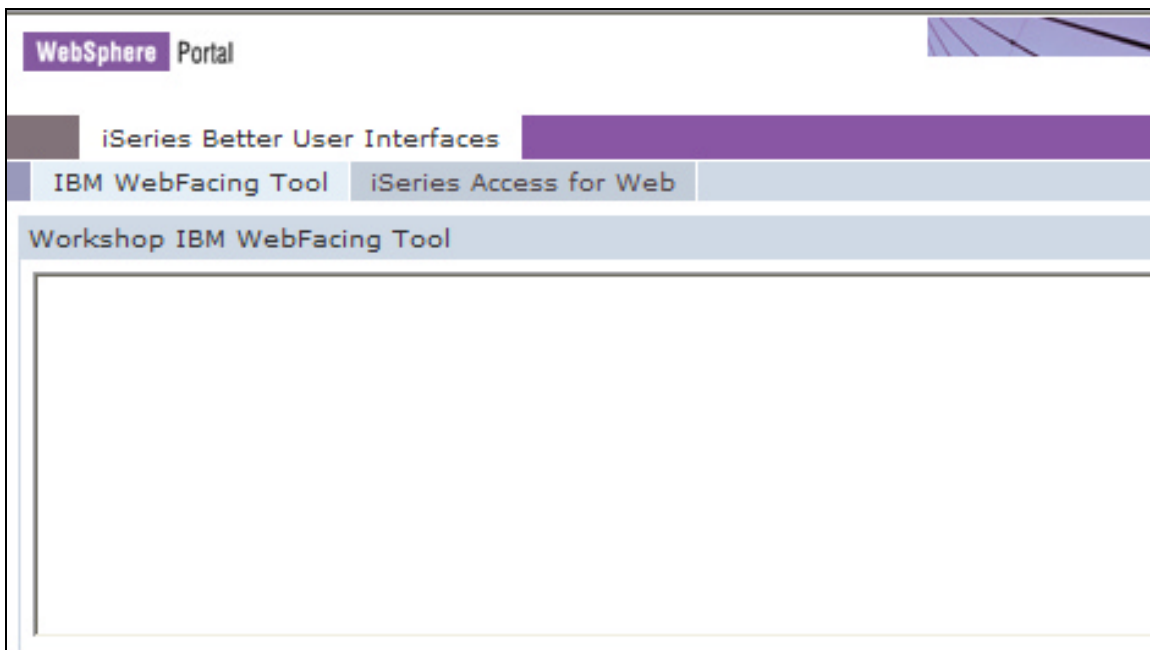 WebSphere Portal
iSeries Better User Interfaces
IBM WebFacing Tool iSeries Access for Web
Workshop IBM WebFacing Tool